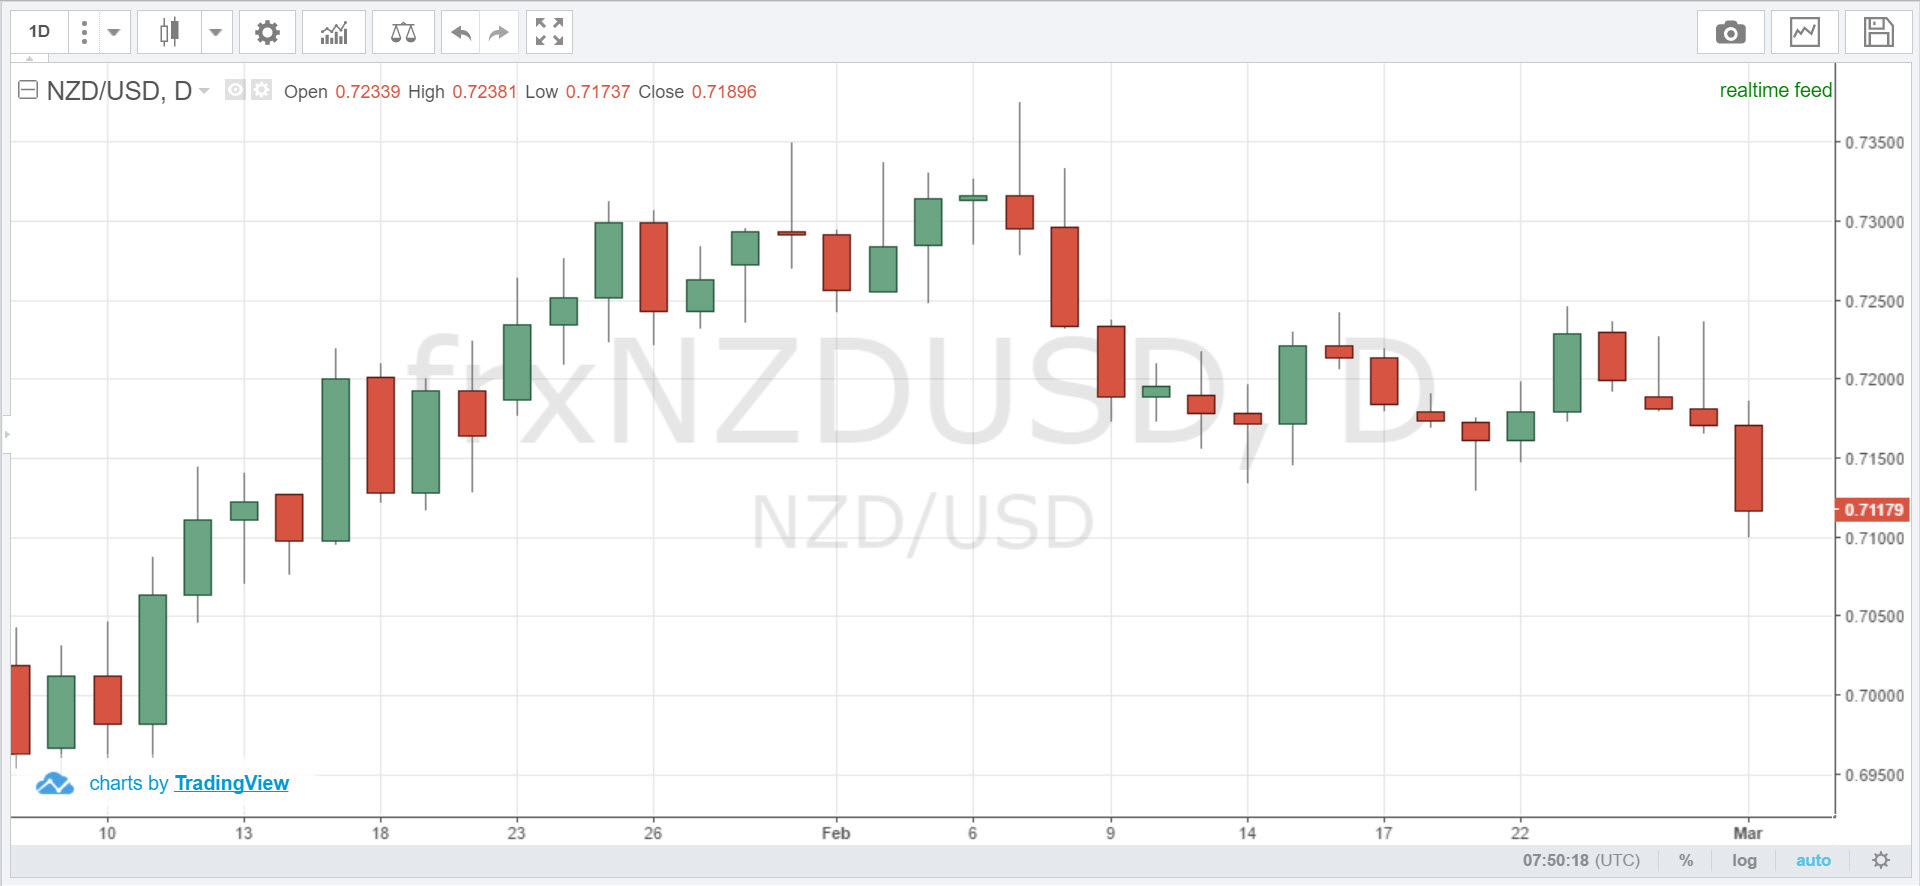 1D
NZD/USD, D Open 0.72339 High 0.72381 Low 0.71737 Close 0.71896
realtime feed
0.73500
0.73000
0.72500
0.72000
0.71500
0.71179
0.71000
0.70500
0.70000
0.69500
frxNZDUSD, D
NZD/USD
charts by TradingView
10 13 18 23 26 Feb 6 9 14 17 22 Mar
07:50:18 (UTC) % log auto